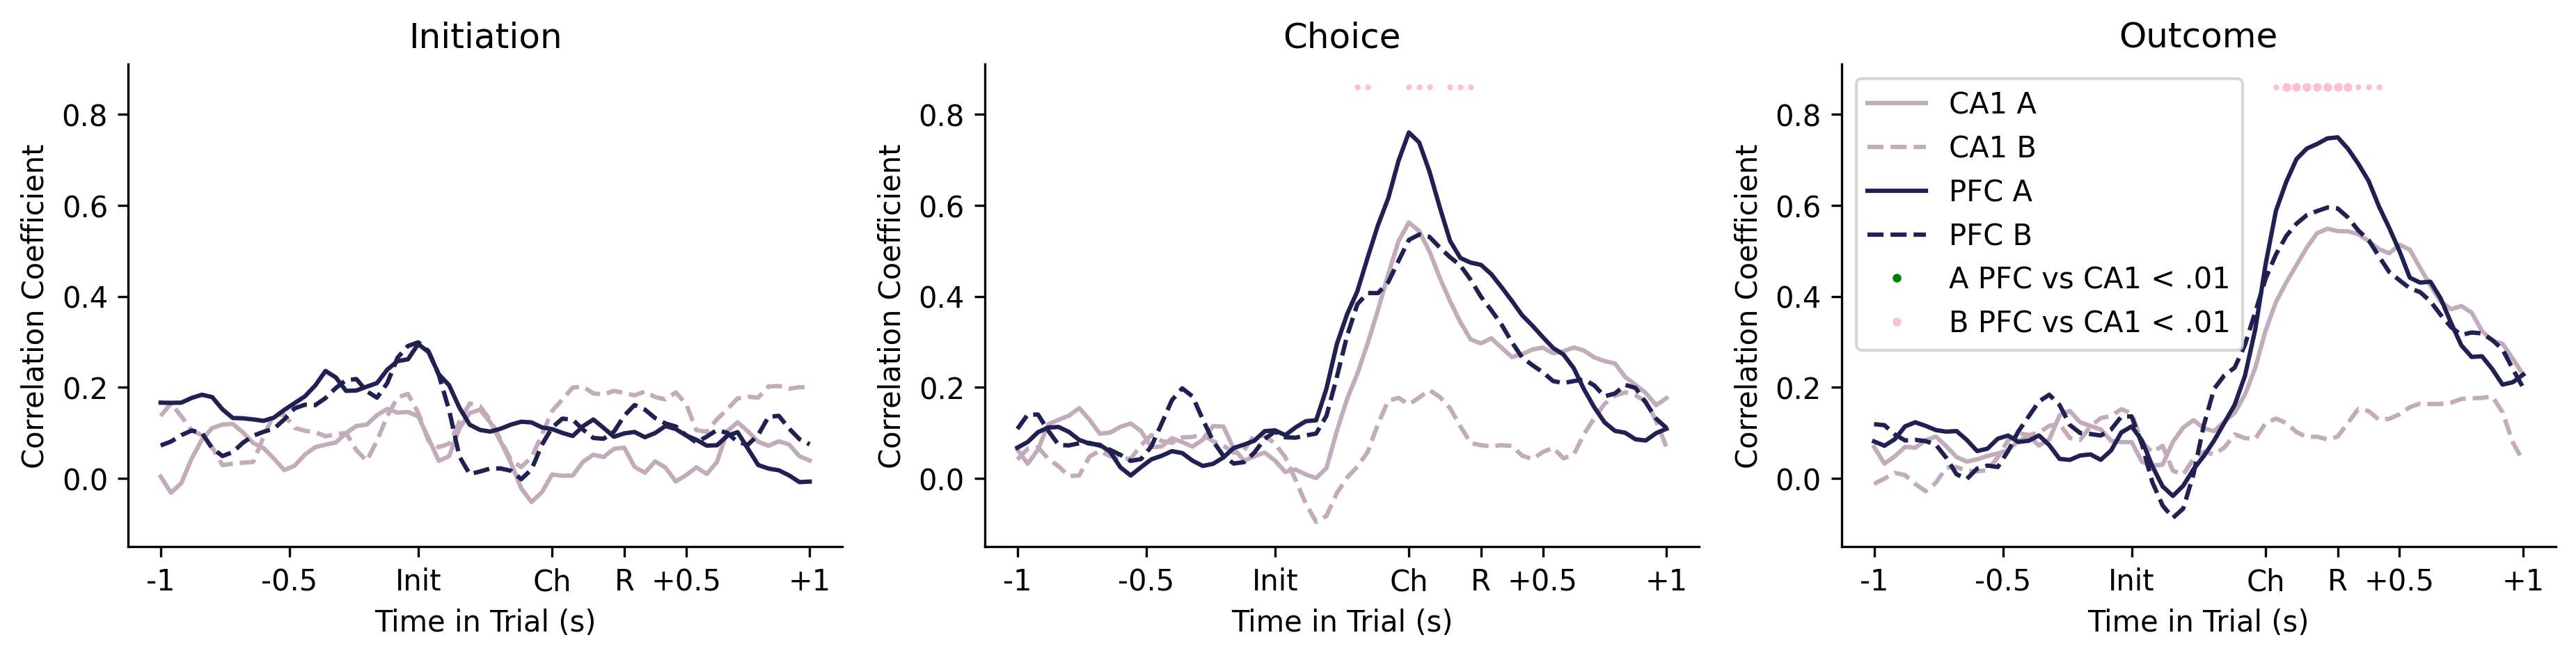 Initiation
Correlation Coefficient
0.8
0.6
0.4
0.2
0.0
-1 -0.5 Init Ch R +0.5 +1
Time in Trial (s)
Choice
Correlation Coefficient
0.8
0.6
0.4
0.2
0.0
-1 -0.5 Init Ch R +0.5 +1
Time in Trial (s)
Outcome
Correlation Coefficient
0.8
0.6
0.4
0.2
0.0
CA1 A
CA1 B
PFC A
PFC B
A PFC vs CA1 < .01
B PFC vs CA1 < .01
-1 -0.5 Init Ch R +0.5 +1
Time in Trial (s)